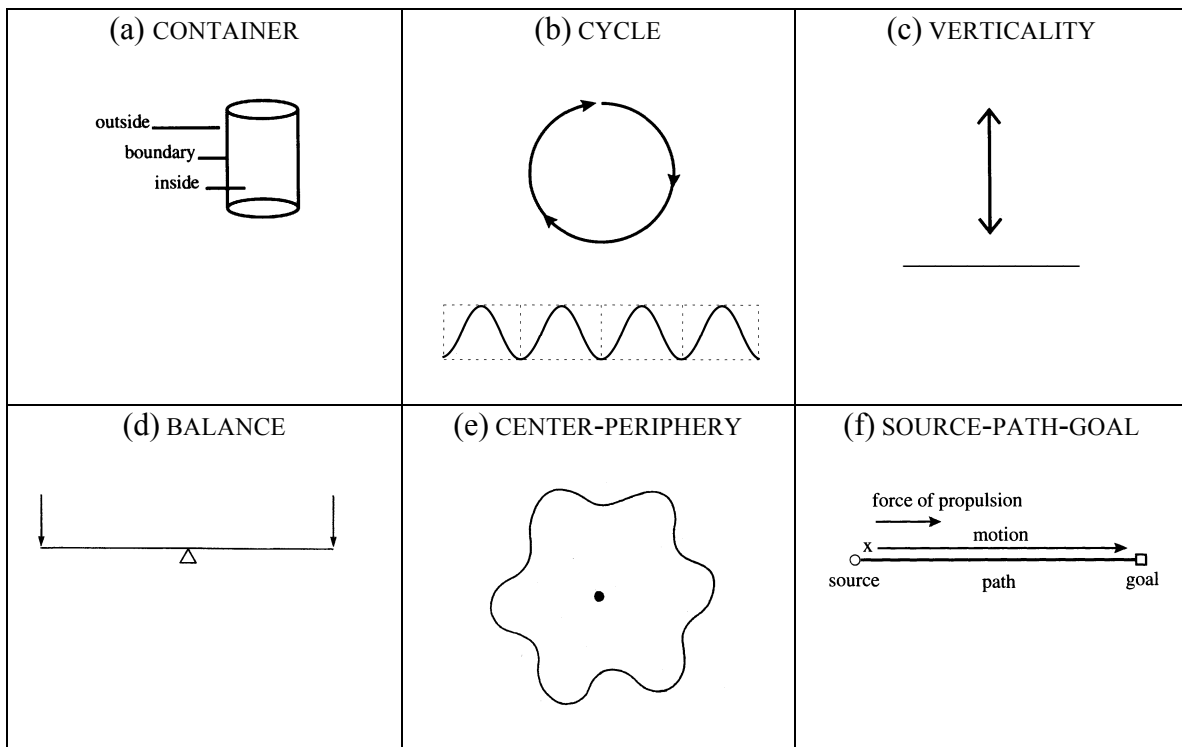 (a) CONTAINER
outside
boundary
inside
(b) CYCLE
(c) VERTICALITY
(d) BALANCE
(e) CENTER-PERIPHERY
(f) SOURCE-PATH-GOAL
force of propulsion
x
motion
source
path
goal